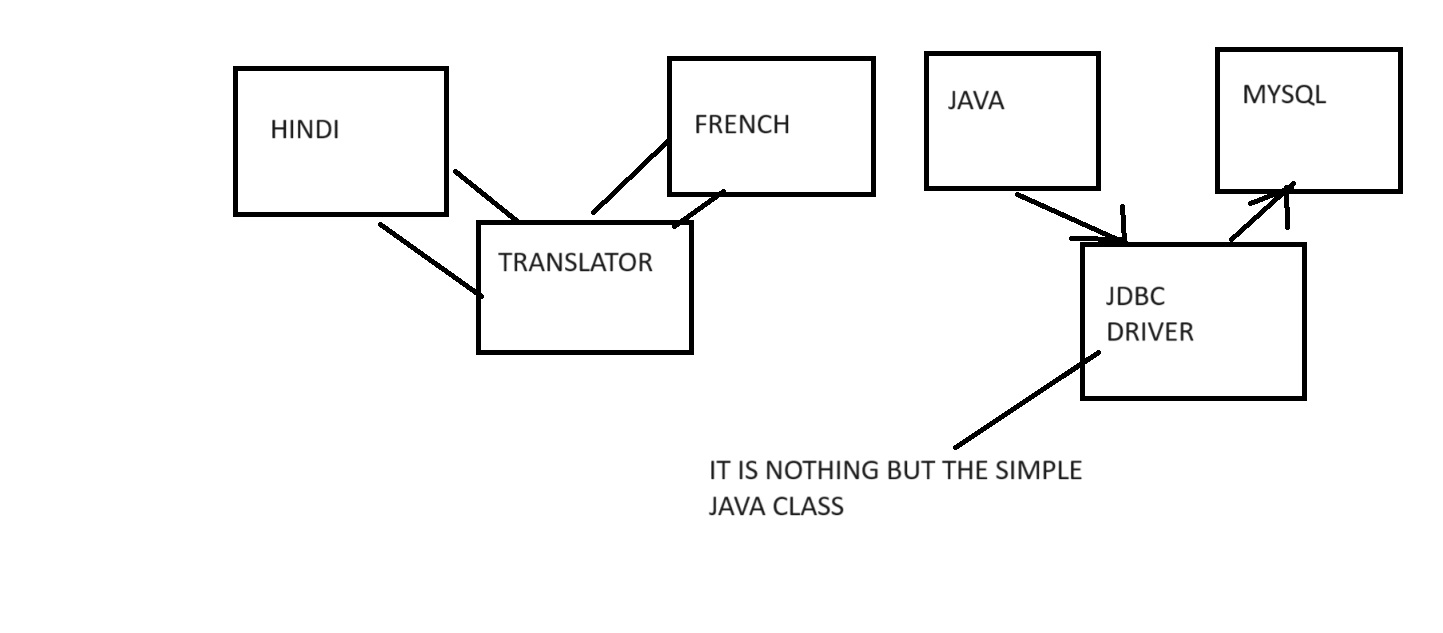 HINDI
FRENCH
TRANSLATOR
JAVA
MYSQL
JDBC
DRIVER
IT IS NOTHING BUT THE SIMPLE
JAVA CLASS